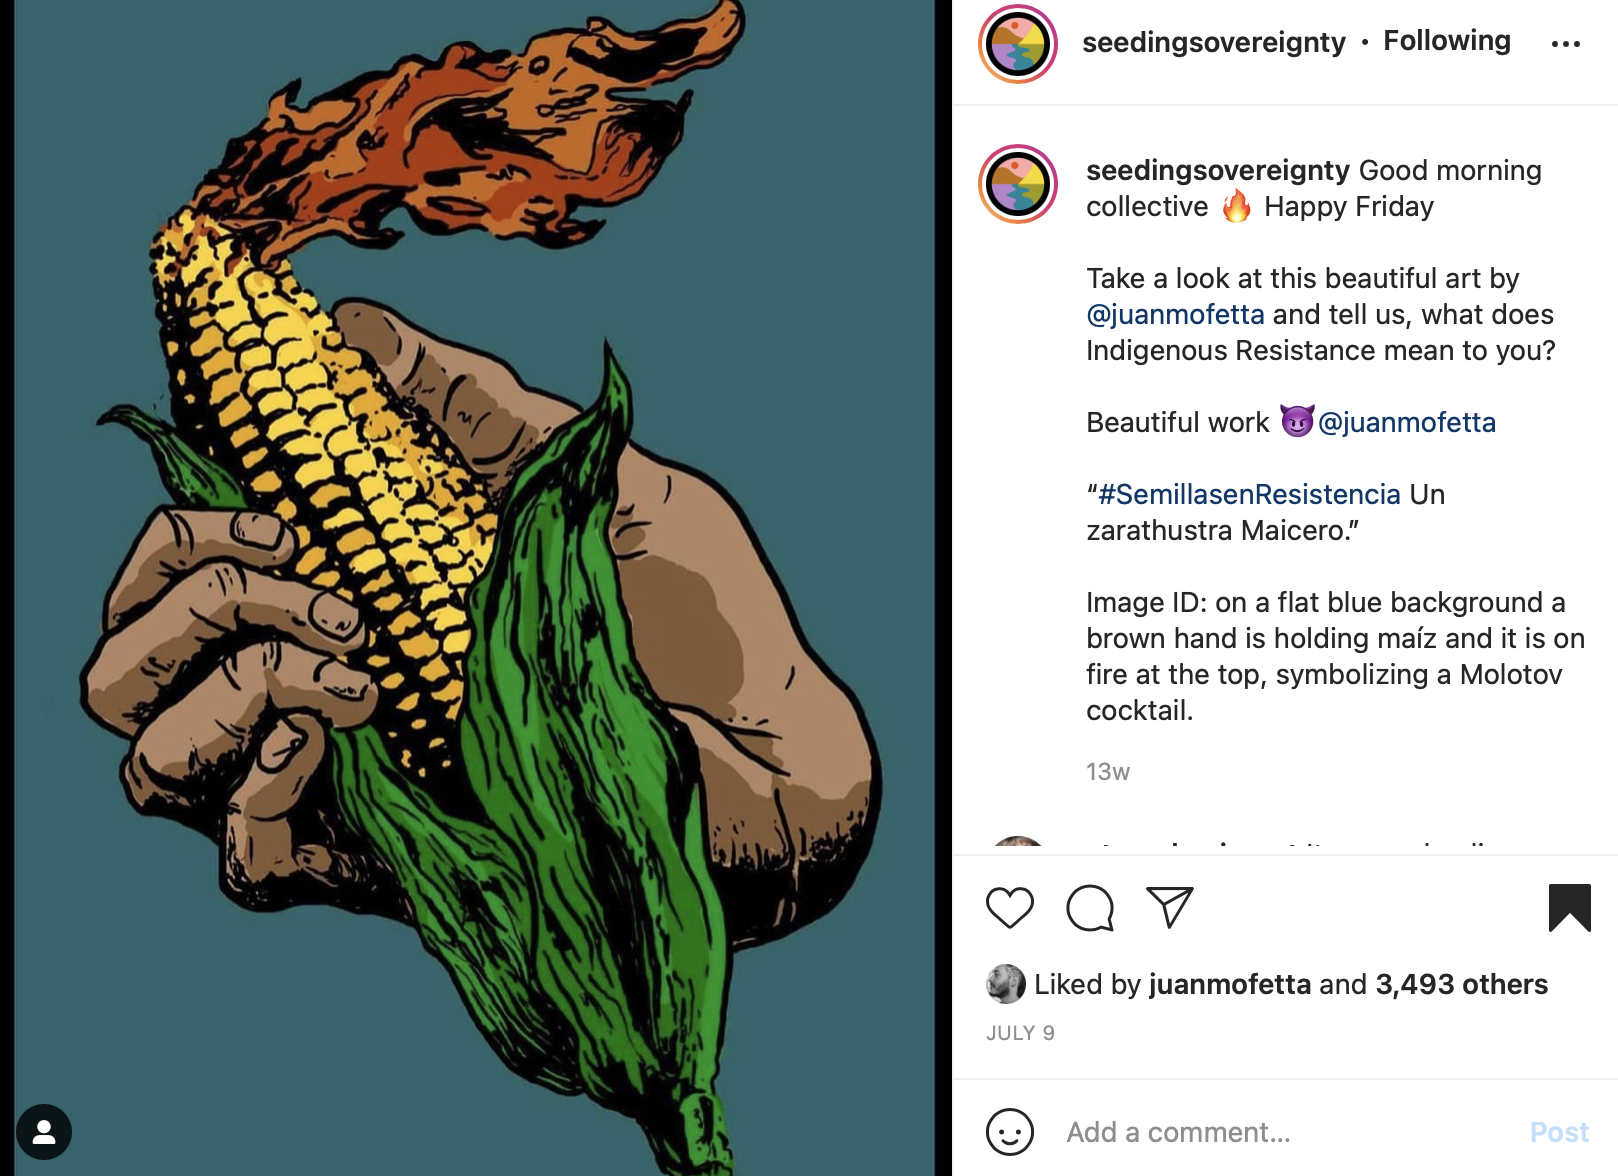 seedingsovereignty • Following
seedingsovereignty Good morning
collective 🔥 Happy Friday
Take a look at this beautiful art by
@juanmofetta and tell us, what does
Indigenous Resistance mean to you?
Beautiful work 😈@juanmofetta
“#SemillasenResistencia Un
zarathustra Maicero.”
Image ID: on a flat blue background a
brown hand is holding maíz and it is on
fire at the top, symbolizing a Molotov
cocktail.
13w
Liked by juanmofetta and 3,493 others
JULY 9
Add a comment...
Post